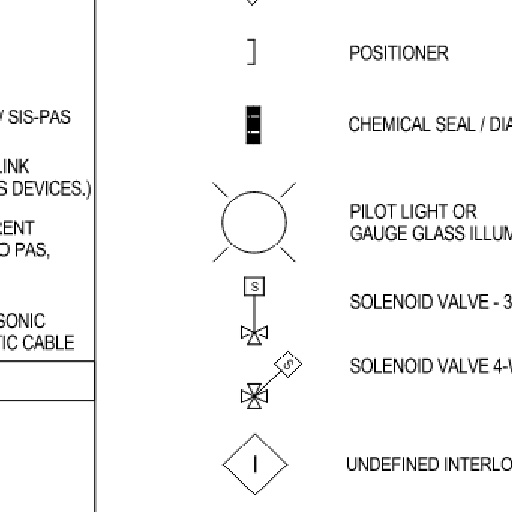 / SIS-PAS
LINK
S DEVICES.)
RENT
D PAS,
SONIC
TIC CABLE
POSITIONER
CHEMICAL SEAL / DIA
PILOT LIGHT OR
GAUGE GLASS ILLUM
S
SOLENOID VALVE - 3
S
SOLENOID VALVE 4-W
I
UNDEFINED INTERLO